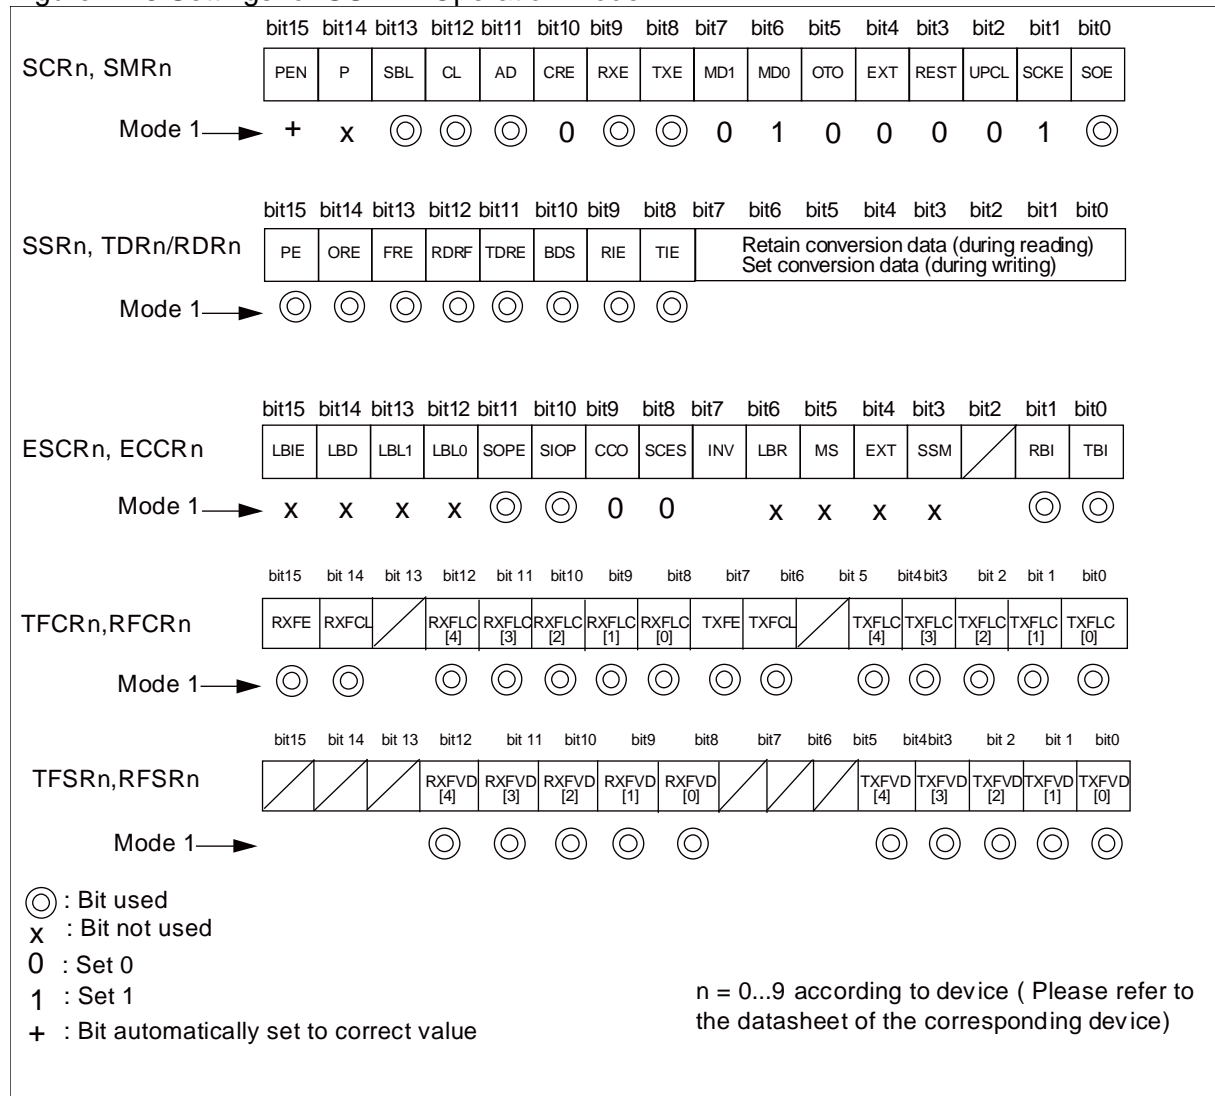 bit15 bit14 bit13 bit12 bit11 bit10 bit9 bit8 bit7 bit6 bit5 bit4 bit3 bit2 bit1 bit0
SCRn, SMRn PEN P SBL CL AD CRE RXE TXE MD1 MD0 OTO EXT REST UPCL SCKE SOE
Mode 1 + x 0 0 1 0 0 0 0 1
bit15 bit14 bit13 bit12 bit11 bit10 bit9 bit8 bit7 bit6 bit5 bit4 bit3 bit2 bit1 bit0
SSRn, TDRn/RDRn PE ORE FRE RDRF TDRE BDS RIE TIE Retain conversion data (during reading)
Set conversion data (during writing)
Mode 1
bit15 bit14 bit13 bit12 bit11 bit10 bit9 bit8 bit7 bit6 bit5 bit4 bit3 bit2 bit1 bit0
ESCRn, ECCRn LBIE LBD LBL1 LBL0 SOPE SIOP CCO SCES INV LBR MS EXT SSM RBI TBI
Mode 1 x x x x 0 0 x x x x
bit15 bit 14 bit 13 bit12 bit 11 bit10 bit9 bit8 bit7 bit6 bit 5 bit4 bit3 bit 2 bit 1 bit0
TFCRn,RFCRn RXFE RXFCL RXFLC RXFLC RXFLC RXFLC RXFLC TXFE TXFCL TXFLC TXFLC TXFLC TXFLC TXFLC
[4] [3] [2] [1] [0] [4] [3] [2] [1] [0]
Mode 1
bit15 bit 14 bit 13 bit12 bit 11 bit10 bit9 bit8 bit7 bit6 bit5 bit4 bit3 bit 2 bit 1 bit0
TFSRn,RFSRn RXFVD RXFVD RXFVD RXFVD RXFVD TXFVD TXFVD TXFVD TXFVD TXFVD
[4] [3] [2] [1] [0] [4] [3] [2] [1] [0]
Mode 1
: Bit used
x : Bit not used
0 : Set 0
1 : Set 1
+ : Bit automatically set to correct value
n = 0...9 according to device ( Please refer to
the datasheet of the corresponding device)